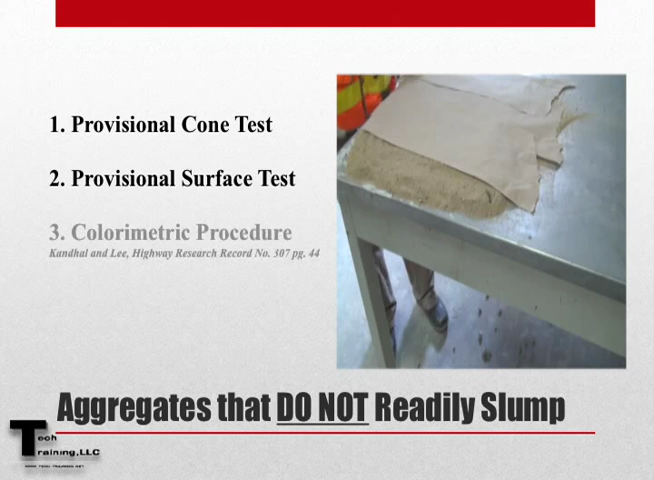 1. Provisional Cone Test
2. Provisional Surface Test
3. Colorimetric Procedure
Kandhal and Lee, Highway Research Record No. 307 pg. 44
Aggregates that DO NOT Readily Slump
Tech
Training,LLC